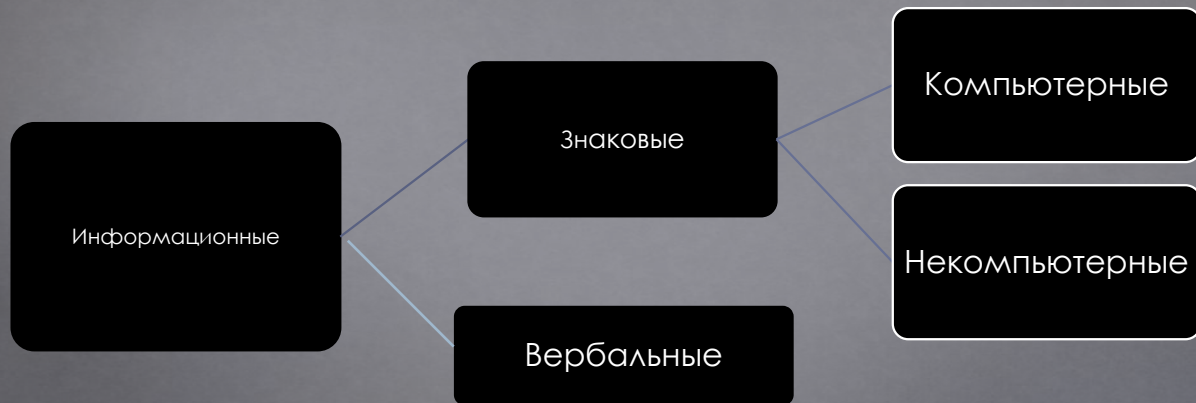 Информационные
Знаковые
Вербальные
Компьютерные
Некомпьютерные